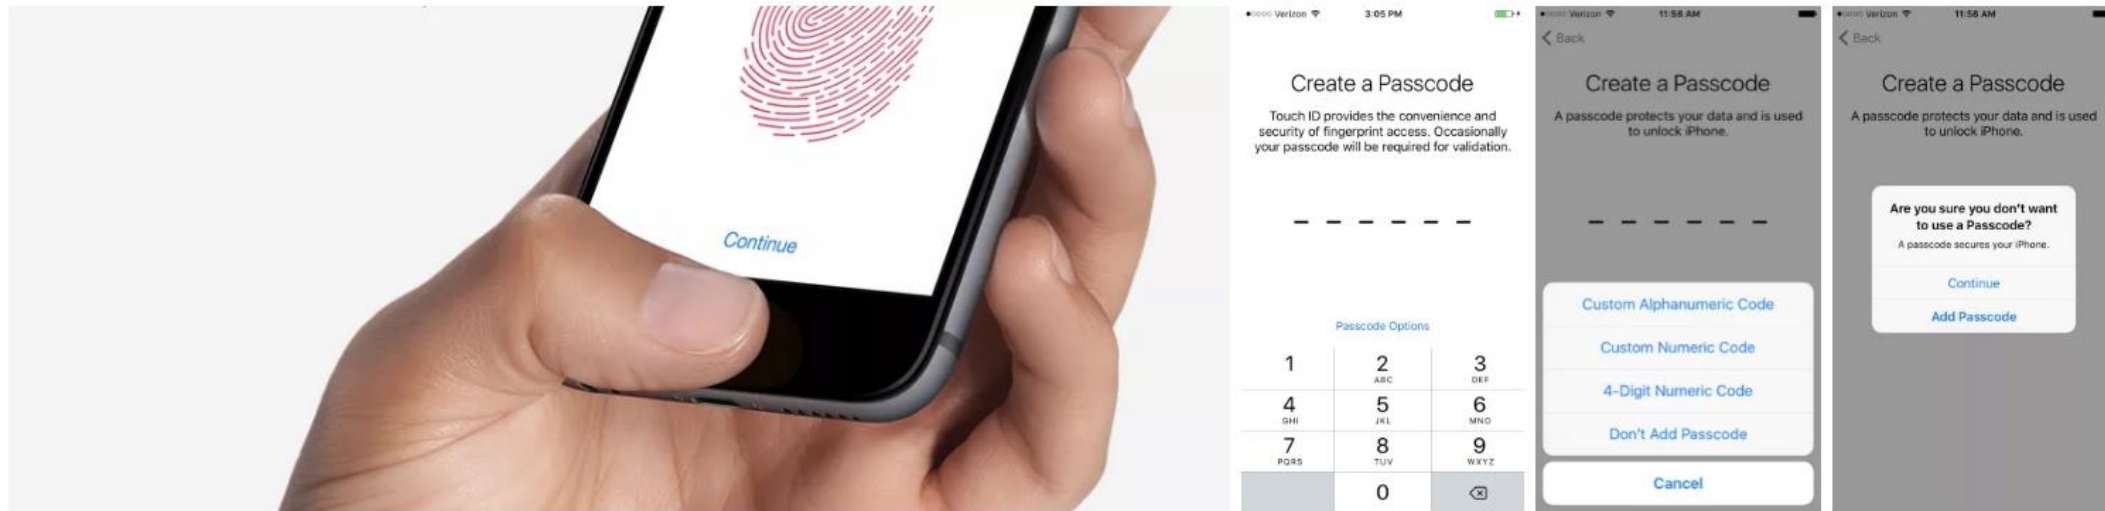 Continue
Verizon 3:05 PM
Create a Passcode
Touch ID provides the convenience and
security of fingerprint access. Occasionally
your passcode will be required for validation.
Passcode Options
1 2 3
ABC DEF
4 5 6
GHI JKL MNO
7 8 9
PQRS TUV WXYZ
0
Verizon 11:58 AM
Back
Create a Passcode
A passcode protects your data and is used
to unlock iPhone.
Custom Alphanumeric Code
Custom Numeric Code
4-Digit Numeric Code
Don't Add Passcode
Cancel
Verizon 11:58 AM
Back
Create a Passcode
A passcode protects your data and is used
to unlock iPhone.
Are you sure you don't want
to use a Passcode?
A passcode secures your iPhone.
Continue
Add Passcode